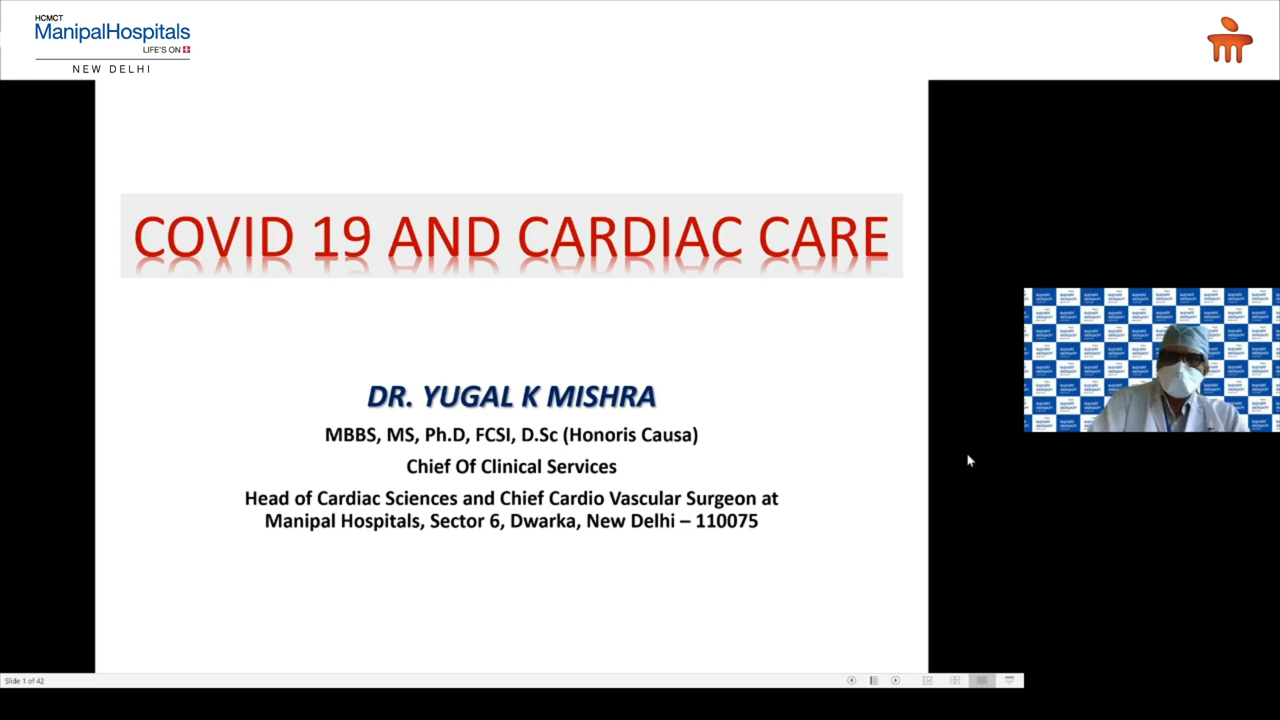 HCMCT
ManipalHospitals
LIFE'S ON
NEW DELHI
COVID 19 AND CARDIAC CARE
DR. YUGAL K MISHRA
MBBS, MS, Ph.D, FCSI, D.Sc (Honoris Causa)
Chief Of Clinical Services
Head of Cardiac Sciences and Chief Cardio Vascular Surgeon at
Manipal Hospitals, Sector 6, Dwarka, New Delhi – 110075
Slide 1 of 42